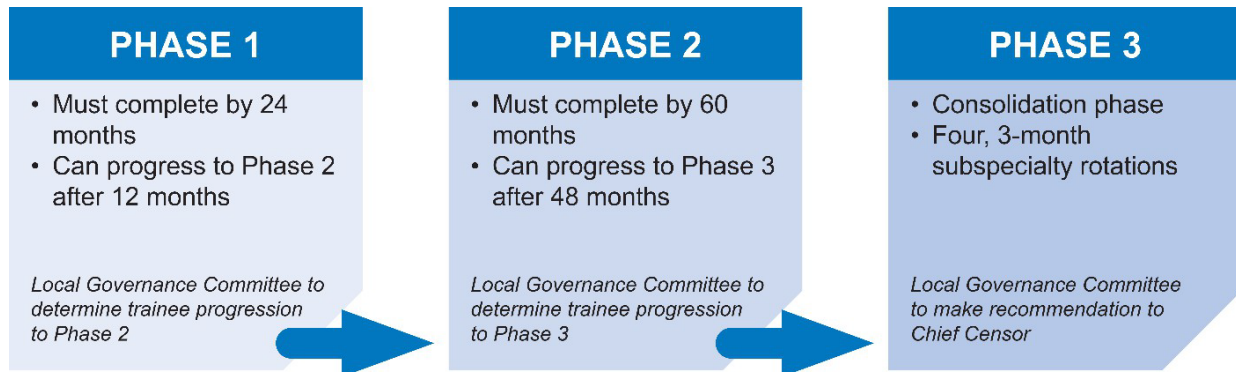 PHASE 1
• Must complete by 24
months
• Can progress to Phase 2
after 12 months
Local Governance Committee to
determine trainee progression
to Phase 2
PHASE 2
• Must complete by 60
months
• Can progress to Phase 3
after 48 months
Local Governance Committee to
determine trainee progression
to Phase 3
PHASE 3
• Consolidation phase
• Four, 3-month
subspecialty rotations
Local Governance Committee
to make recommendation to
Chief Censor